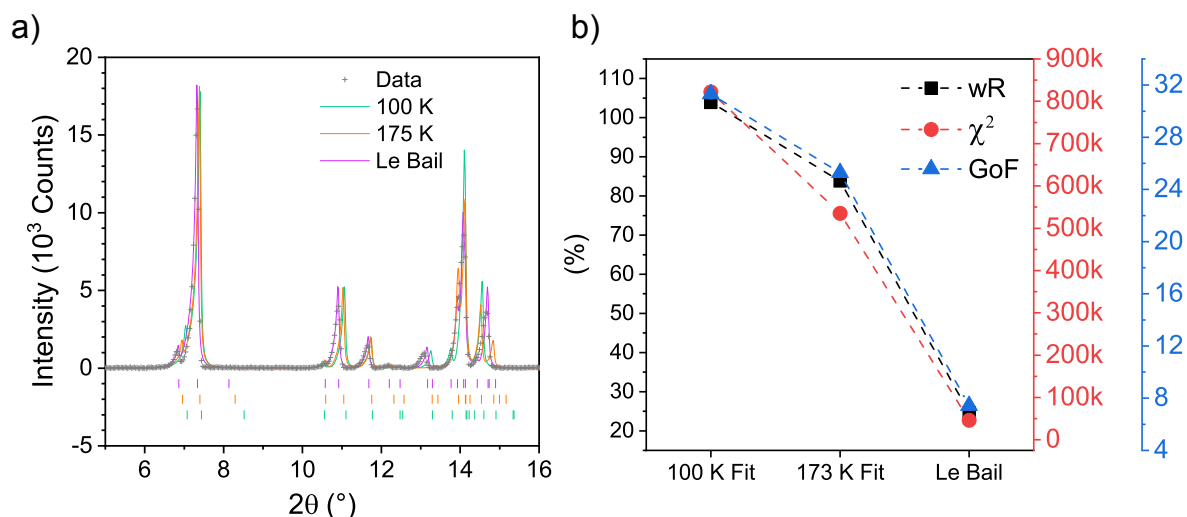 a)
Intensity (10³ Counts)
20
15
10
5
0
-5
Data
100 K
175 K
Le Bail
6
8
10
12
14
16
2θ (°)
b)
(%)
110
100
90
80
70
60
50
40
30
20
wR
χ²
GoF
900k
800k
700k
600k
500k
400k
300k
200k
100k
0
32
28
24
20
16
12
8
4
100 K Fit
173 K Fit
Le Bail